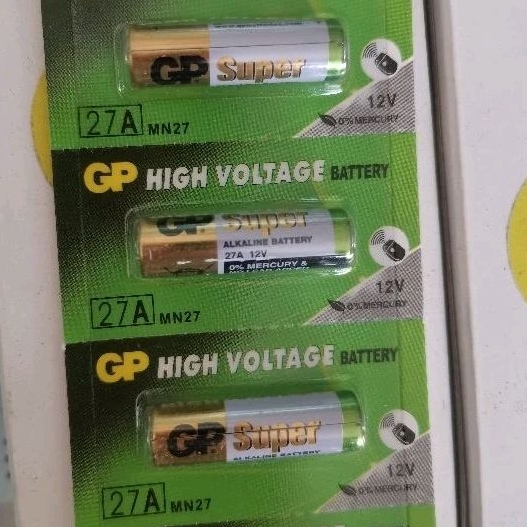 GP Super
12V
27A MN27
0% MERCURY
GP HIGH VOLTAGE BATTERY
GP Super
ALKALINE BATTERY
27A 12V
0% MERCURY &
12V
27A MN27
0% MERCURY
GP HIGH VOLTAGE BATTERY
GP Super
ALKALINE BATTERY
12V
27A MN27
0% MERCURY